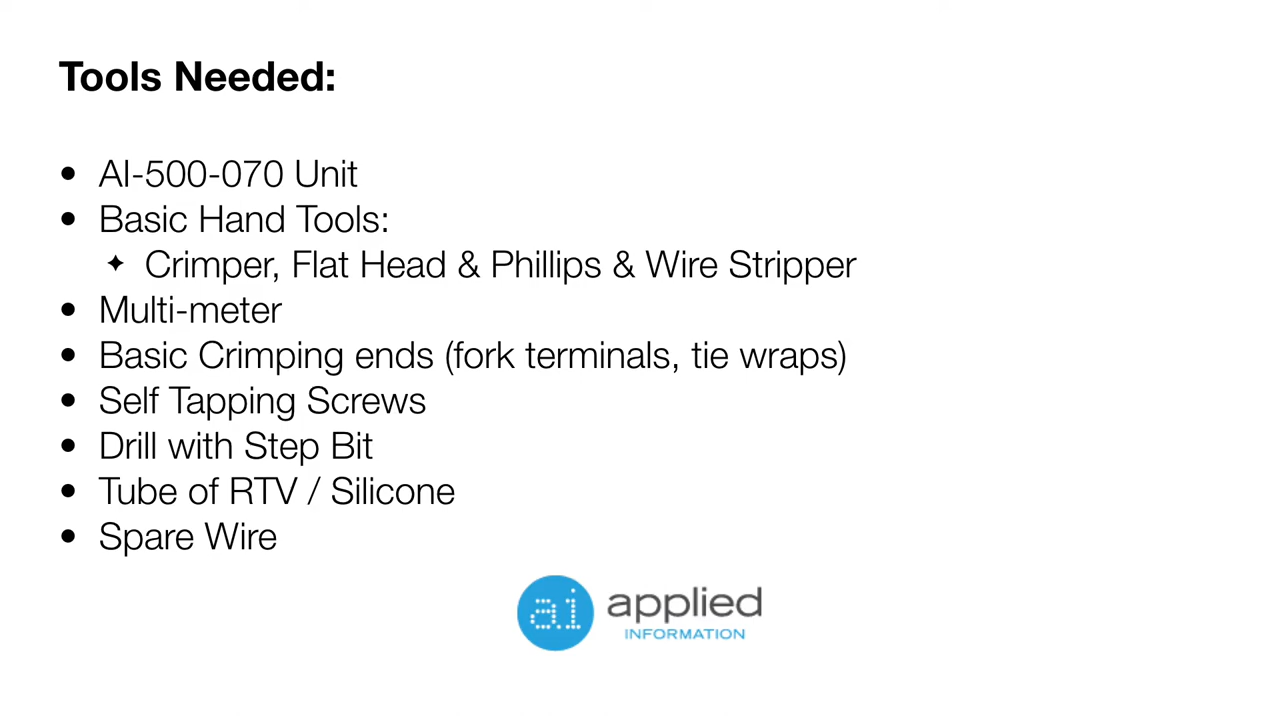 Tools Needed:
• AI-500-070 Unit
• Basic Hand Tools:
✦ Crimper, Flat Head & Phillips & Wire Stripper
• Multi-meter
• Basic Crimping ends (fork terminals, tie wraps)
• Self Tapping Screws
• Drill with Step Bit
• Tube of RTV / Silicone
• Spare Wire
a.i applied
INFORMATION